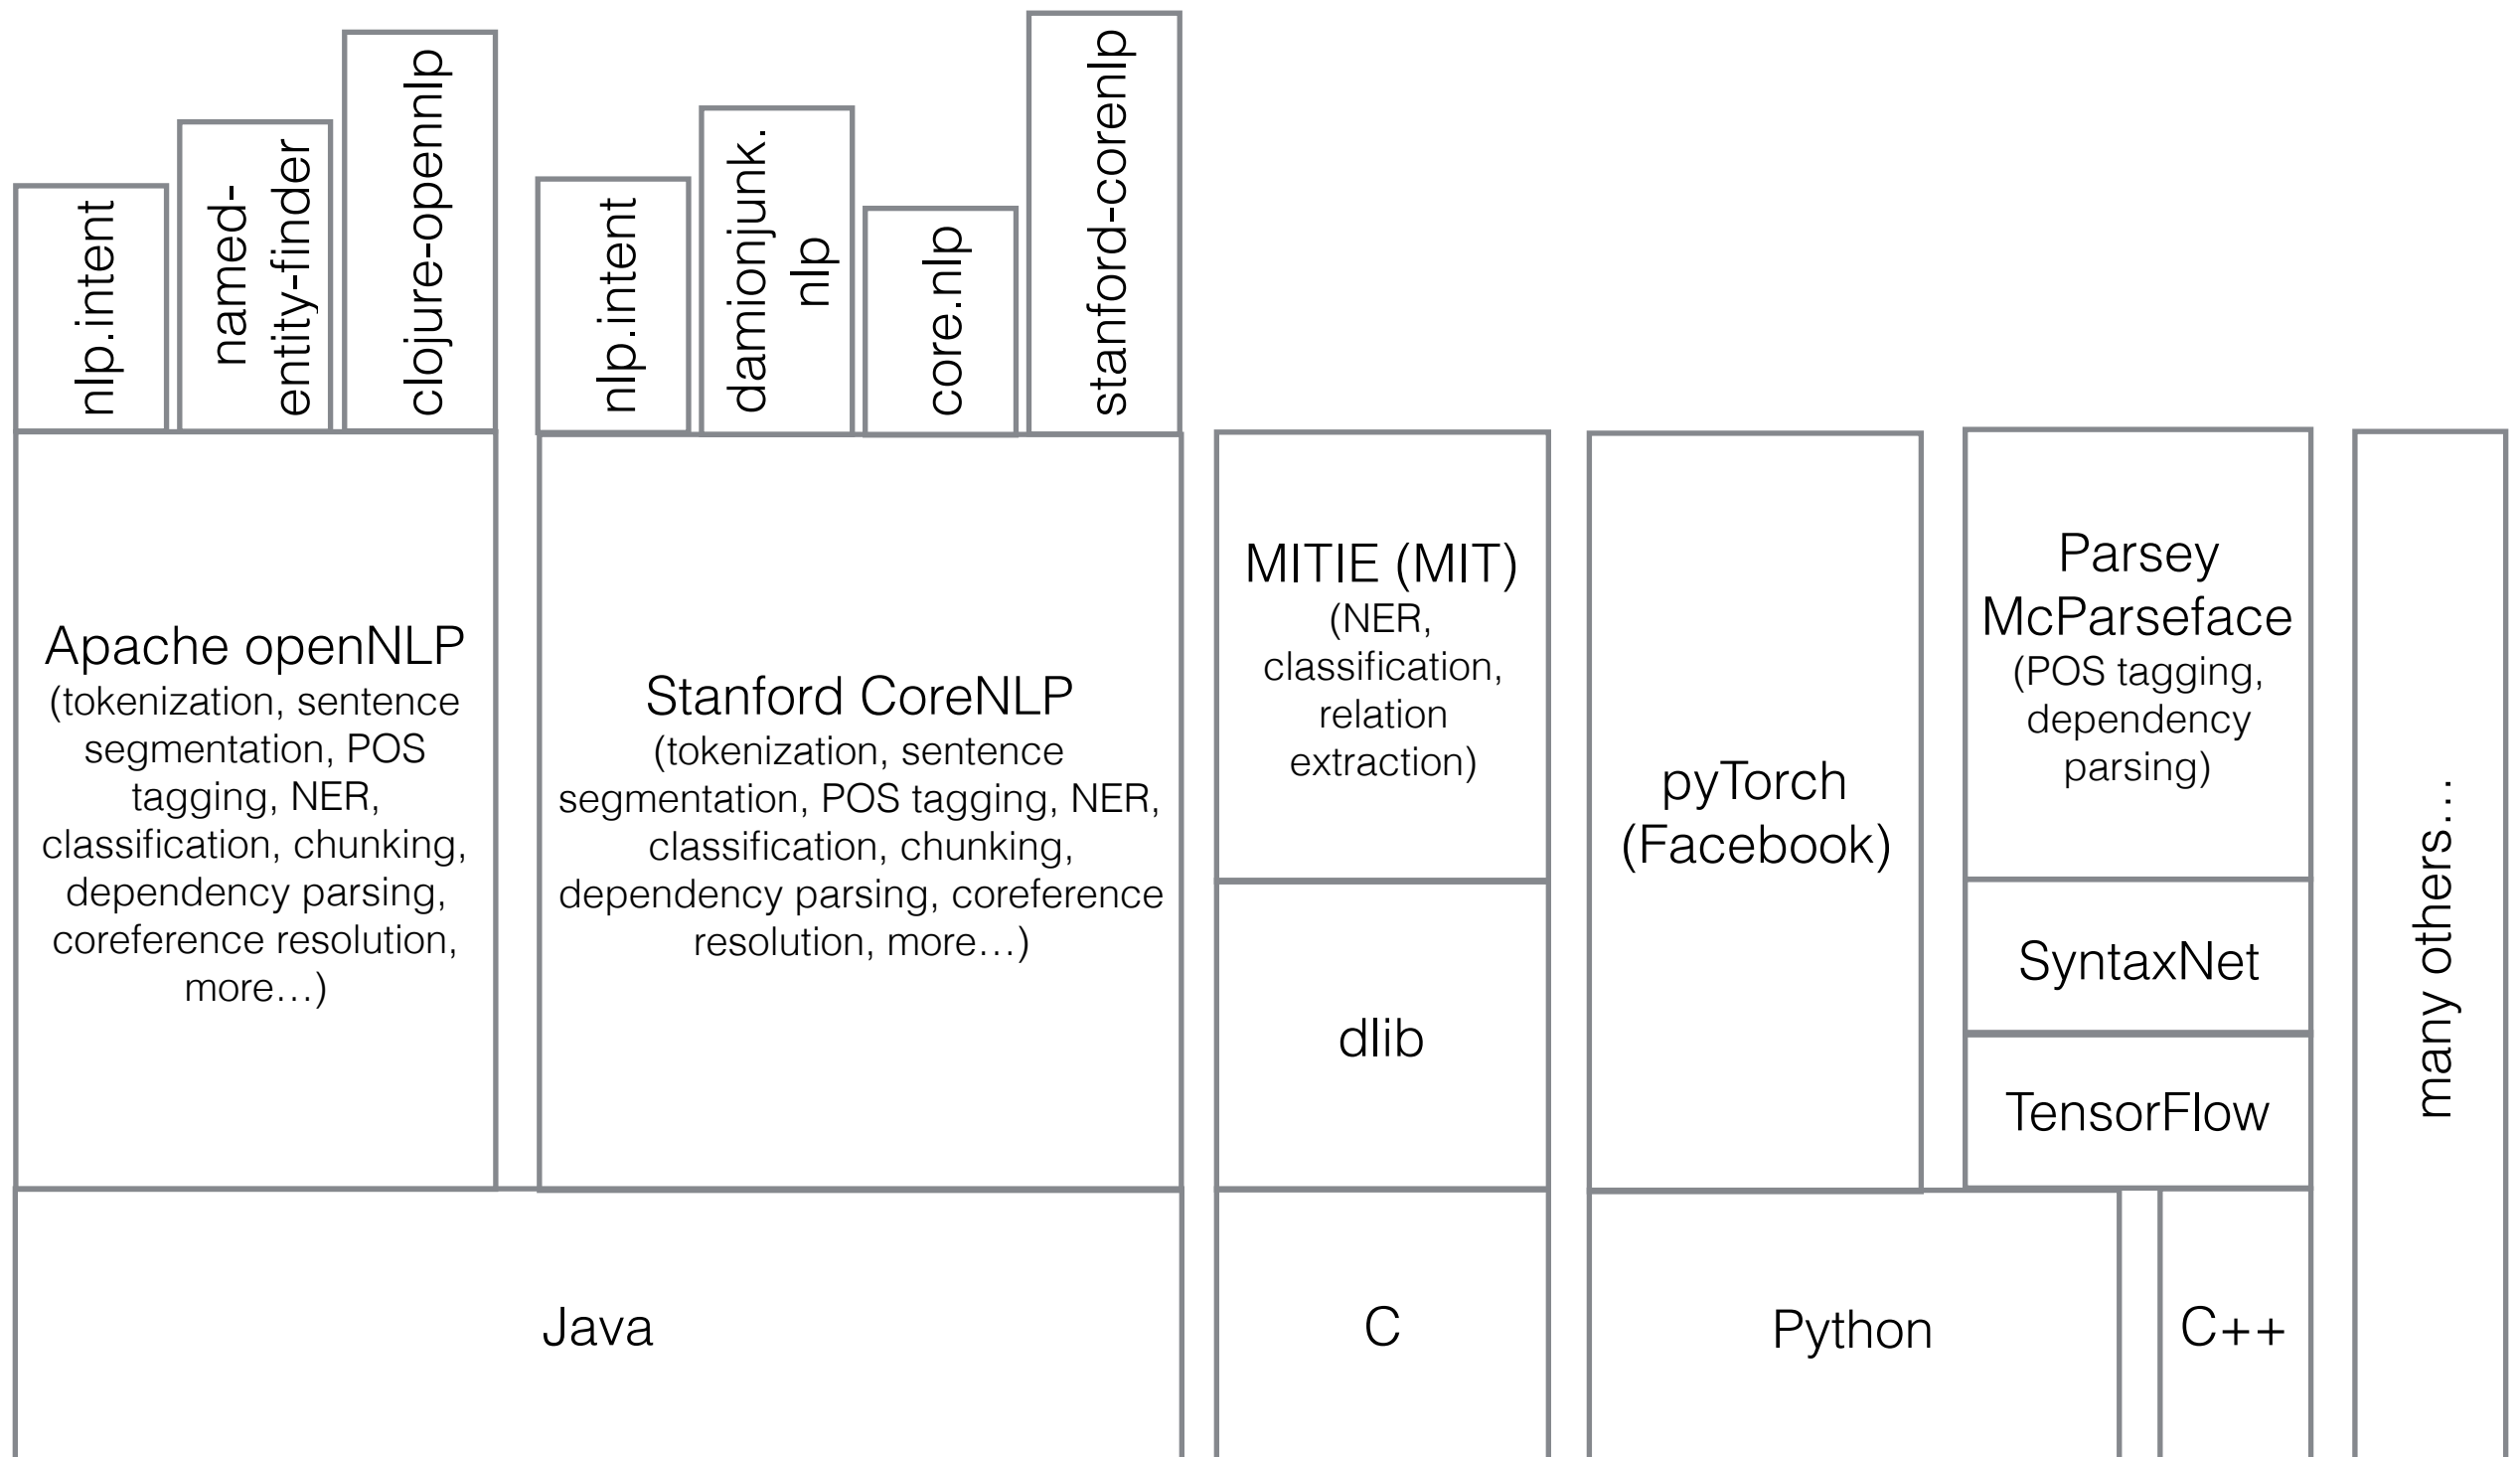 nlp.intent
named-
entity-finder
clojure-opennlp
nlp.intent
damionjunk.
nlp
core.nlp
stanford-corenlp
Apache openNLP
(tokenization, sentence
segmentation, POS
tagging, NER,
classification, chunking,
dependency parsing,
coreference resolution,
more…)
Stanford CoreNLP
(tokenization, sentence
segmentation, POS tagging, NER,
classification, chunking,
dependency parsing, coreference
resolution, more…)
MITIE (MIT)
(NER,
classification,
relation
extraction)
dlib
pyTorch
(Facebook)
Parsey
McParseface
(POS tagging,
dependency
parsing)
SyntaxNet
TensorFlow
many others…
Java
C
Python
C++